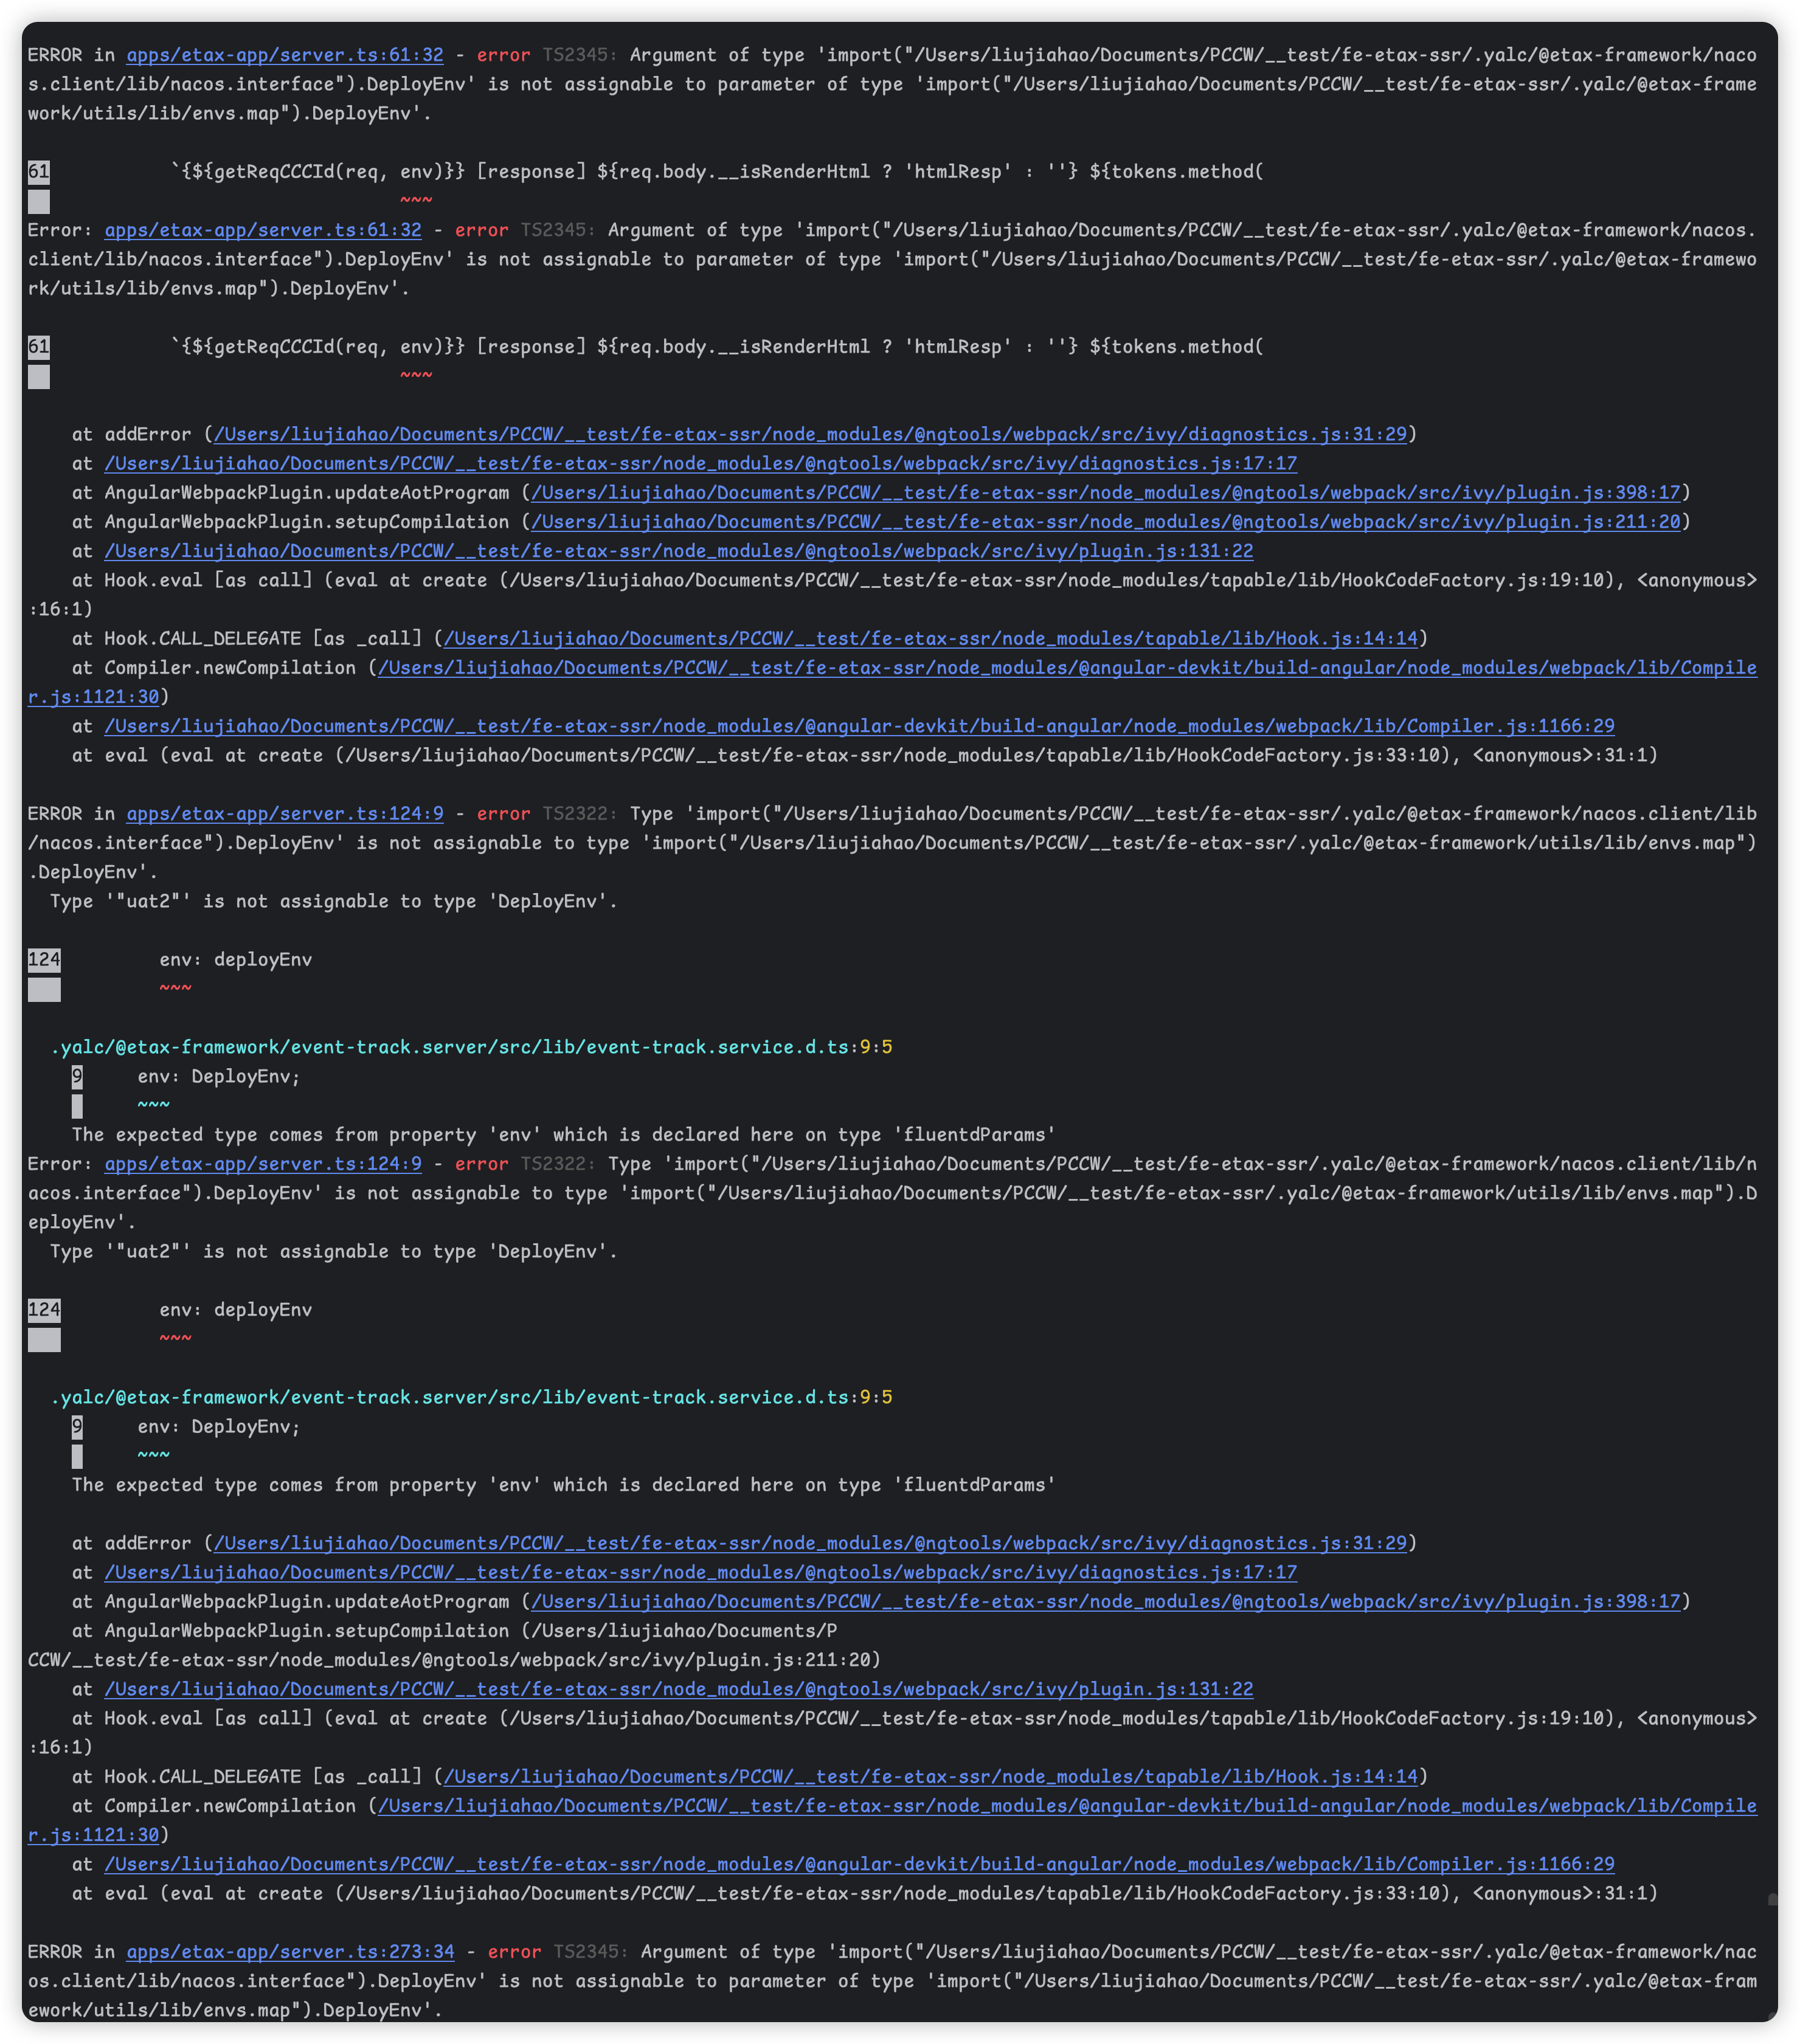 ERROR in apps/etax-app/server.ts:61:32 - error TS2345: Argument of type 'import("/Users/liujiahao/Documents/PCCW/__test/fe-etax-ssr/.yalc/@etax-framework/naco
s.client/lib/nacos.interface").DeployEnv' is not assignable to parameter of type 'import("/Users/liujiahao/Documents/PCCW/__test/fe-etax-ssr/.yalc/@etax-frame
work/utils/lib/envs.map").DeployEnv'.
61 `{${getReqCCCId(req, env)}} [response] ${req.body.__isRenderHtml ? 'htmlResp' : ''} ${tokens.method(
~~~
Error: apps/etax-app/server.ts:61:32 - error TS2345: Argument of type 'import("/Users/liujiahao/Documents/PCCW/__test/fe-etax-ssr/.yalc/@etax-framework/nacos.
client/lib/nacos.interface").DeployEnv' is not assignable to parameter of type 'import("/Users/liujiahao/Documents/PCCW/__test/fe-etax-ssr/.yalc/@etax-framewo
rk/utils/lib/envs.map").DeployEnv'.
61 `{${getReqCCCId(req, env)}} [response] ${req.body.__isRenderHtml ? 'htmlResp' : ''} ${tokens.method(
~~~
at addError (/Users/liujiahao/Documents/PCCW/__test/fe-etax-ssr/node_modules/@ngtools/webpack/src/ivy/diagnostics.js:31:29)
at /Users/liujiahao/Documents/PCCW/__test/fe-etax-ssr/node_modules/@ngtools/webpack/src/ivy/diagnostics.js:17:17
at AngularWebpackPlugin.updateAotProgram (/Users/liujiahao/Documents/PCCW/__test/fe-etax-ssr/node_modules/@ngtools/webpack/src/ivy/plugin.js:398:17)
at AngularWebpackPlugin.setupCompilation (/Users/liujiahao/Documents/PCCW/__test/fe-etax-ssr/node_modules/@ngtools/webpack/src/ivy/plugin.js:211:20)
at /Users/liujiahao/Documents/PCCW/__test/fe-etax-ssr/node_modules/@ngtools/webpack/src/ivy/plugin.js:131:22
at Hook.eval [as call] (eval at create (/Users/liujiahao/Documents/PCCW/__test/fe-etax-ssr/node_modules/tapable/lib/HookCodeFactory.js:19:10), <anonymous>
:16:1)
at Hook.CALL_DELEGATE [as _call] (/Users/liujiahao/Documents/PCCW/__test/fe-etax-ssr/node_modules/tapable/lib/Hook.js:14:14)
at Compiler.newCompilation (/Users/liujiahao/Documents/PCCW/__test/fe-etax-ssr/node_modules/@angular-devkit/build-angular/node_modules/webpack/lib/Compile
r.js:1121:30)
at /Users/liujiahao/Documents/PCCW/__test/fe-etax-ssr/node_modules/@angular-devkit/build-angular/node_modules/webpack/lib/Compiler.js:1166:29
at eval (eval at create (/Users/liujiahao/Documents/PCCW/__test/fe-etax-ssr/node_modules/tapable/lib/HookCodeFactory.js:33:10), <anonymous>:31:1)
ERROR in apps/etax-app/server.ts:124:9 - error TS2322: Type 'import("/Users/liujiahao/Documents/PCCW/__test/fe-etax-ssr/.yalc/@etax-framework/nacos.client/lib
/nacos.interface").DeployEnv' is not assignable to type 'import("/Users/liujiahao/Documents/PCCW/__test/fe-etax-ssr/.yalc/@etax-framework/utils/lib/envs.map")
.DeployEnv'.
Type '"uat2"' is not assignable to type 'DeployEnv'.
124 env: deployEnv
~~~
.yalc/@etax-framework/event-track.server/src/lib/event-track.service.d.ts:9:5
9 env: DeployEnv;
~~~
The expected type comes from property 'env' which is declared here on type 'fluentdParams'
Error: apps/etax-app/server.ts:124:9 - error TS2322: Type 'import("/Users/liujiahao/Documents/PCCW/__test/fe-etax-ssr/.yalc/@etax-framework/nacos.client/lib/n
acos.interface").DeployEnv' is not assignable to type 'import("/Users/liujiahao/Documents/PCCW/__test/fe-etax-ssr/.yalc/@etax-framework/utils/lib/envs.map").D
eployEnv'.
Type '"uat2"' is not assignable to type 'DeployEnv'.
124 env: deployEnv
~~~
.yalc/@etax-framework/event-track.server/src/lib/event-track.service.d.ts:9:5
9 env: DeployEnv;
~~~
The expected type comes from property 'env' which is declared here on type 'fluentdParams'
at addError (/Users/liujiahao/Documents/PCCW/__test/fe-etax-ssr/node_modules/@ngtools/webpack/src/ivy/diagnostics.js:31:29)
at /Users/liujiahao/Documents/PCCW/__test/fe-etax-ssr/node_modules/@ngtools/webpack/src/ivy/diagnostics.js:17:17
at AngularWebpackPlugin.updateAotProgram (/Users/liujiahao/Documents/PCCW/__test/fe-etax-ssr/node_modules/@ngtools/webpack/src/ivy/plugin.js:398:17)
at AngularWebpackPlugin.setupCompilation (/Users/liujiahao/Documents/P
CCW/__test/fe-etax-ssr/node_modules/@ngtools/webpack/src/ivy/plugin.js:211:20)
at /Users/liujiahao/Documents/PCCW/__test/fe-etax-ssr/node_modules/@ngtools/webpack/src/ivy/plugin.js:131:22
at Hook.eval [as call] (eval at create (/Users/liujiahao/Documents/PCCW/__test/fe-etax-ssr/node_modules/tapable/lib/HookCodeFactory.js:19:10), <anonymous>
:16:1)
at Hook.CALL_DELEGATE [as _call] (/Users/liujiahao/Documents/PCCW/__test/fe-etax-ssr/node_modules/tapable/lib/Hook.js:14:14)
at Compiler.newCompilation (/Users/liujiahao/Documents/PCCW/__test/fe-etax-ssr/node_modules/@angular-devkit/build-angular/node_modules/webpack/lib/Compile
r.js:1121:30)
at /Users/liujiahao/Documents/PCCW/__test/fe-etax-ssr/node_modules/@angular-devkit/build-angular/node_modules/webpack/lib/Compiler.js:1166:29
at eval (eval at create (/Users/liujiahao/Documents/PCCW/__test/fe-etax-ssr/node_modules/tapable/lib/HookCodeFactory.js:33:10), <anonymous>:31:1)
ERROR in apps/etax-app/server.ts:273:34 - error TS2345: Argument of type 'import("/Users/liujiahao/Documents/PCCW/__test/fe-etax-ssr/.yalc/@etax-framework/nac
os.client/lib/nacos.interface").DeployEnv' is not assignable to parameter of type 'import("/Users/liujiahao/Documents/PCCW/__test/fe-etax-ssr/.yalc/@etax-fram
ework/utils/lib/envs.map").DeployEnv'.